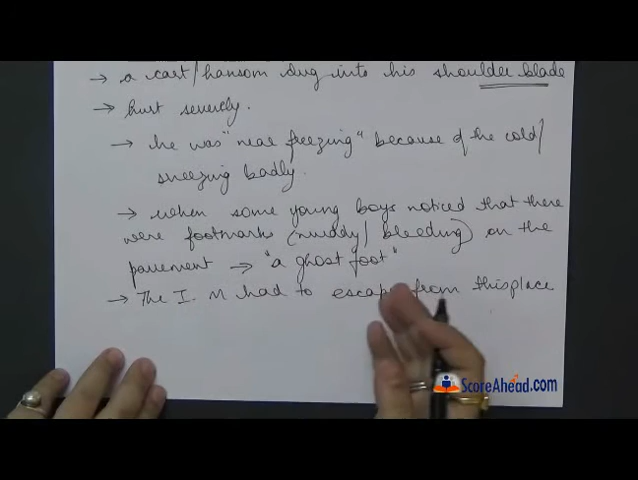 → a cart/hansom dug into his shoulder blade
→ hurt severely.
→ he was "near freezing" because of the cold/
sneezing badly.
→ when some young boys noticed that there
were footmarks (muddy/bleeding) on the
pavement → "a ghost foot"
→ The I. M had to escape from this place
ScoreAhead.com